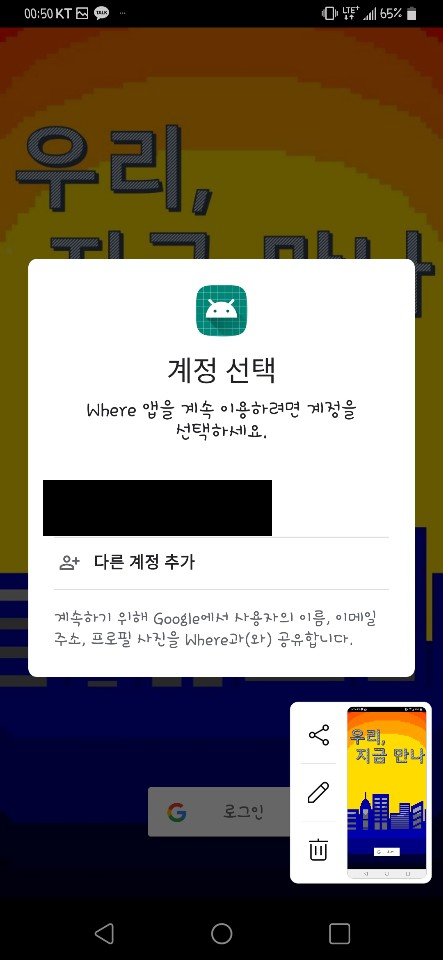 00:50 KT TALK ...
LTE+ 65%
우리,
지금 만나
계정 선택
Where 앱을 계속 이용하려면 계정을
선택하세요.
다른 계정 추가
계속하기 위해 Google에서 사용자의 이름, 이메일
주소, 프로필 사진을 Where과(와) 공유합니다.
우리,
지금 만나
G 로그인